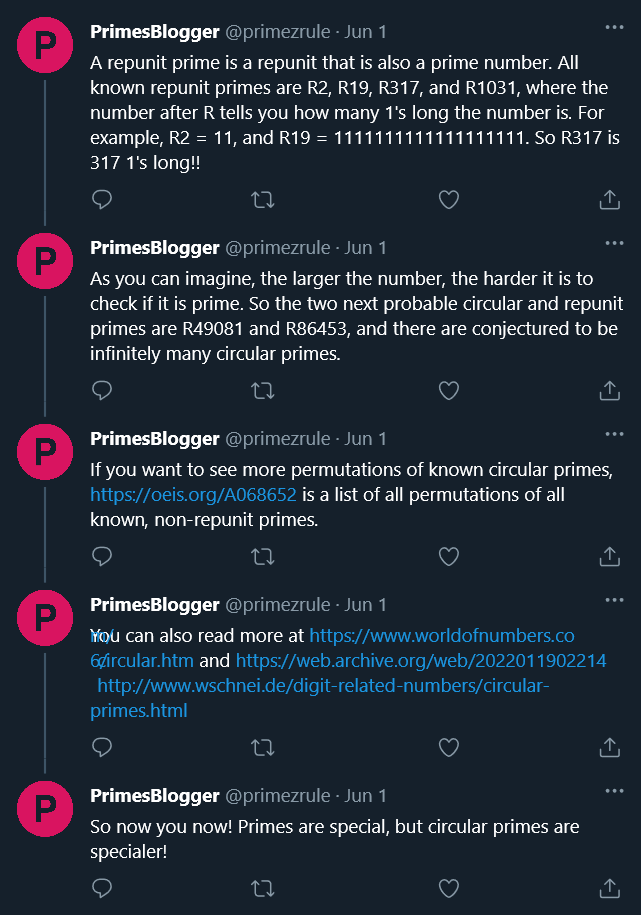 P
PrimesBlogger @primezrule · Jun 1
A repunit prime is a repunit that is also a prime number. All
known repunit primes are R2, R19, R317, and R1031, where the
number after R tells you how many 1's long the number is. For
example, R2 = 11, and R19 = 1111111111111111111. So R317 is
317 1's long!!
P
PrimesBlogger @primezrule · Jun 1
As you can imagine, the larger the number, the harder it is to
check if it is prime. So the two next probable circular and repunit
primes are R49081 and R86453, and there are conjectured to be
infinitely many circular primes.
P
PrimesBlogger @primezrule · Jun 1
If you want to see more permutations of known circular primes,
https://oeis.org/A068652 is a list of all permutations of all
known, non-repunit primes.
P
PrimesBlogger @primezrule · Jun 1
You can also read more at https://www.worldofnumbers.co
m/circular.htm and https://web.archive.org/web/2022011902214
6/http://www.wschnei.de/digit-related-numbers/circular-
primes.html
P
PrimesBlogger @primezrule · Jun 1
So now you now! Primes are special, but circular primes are
specialer!